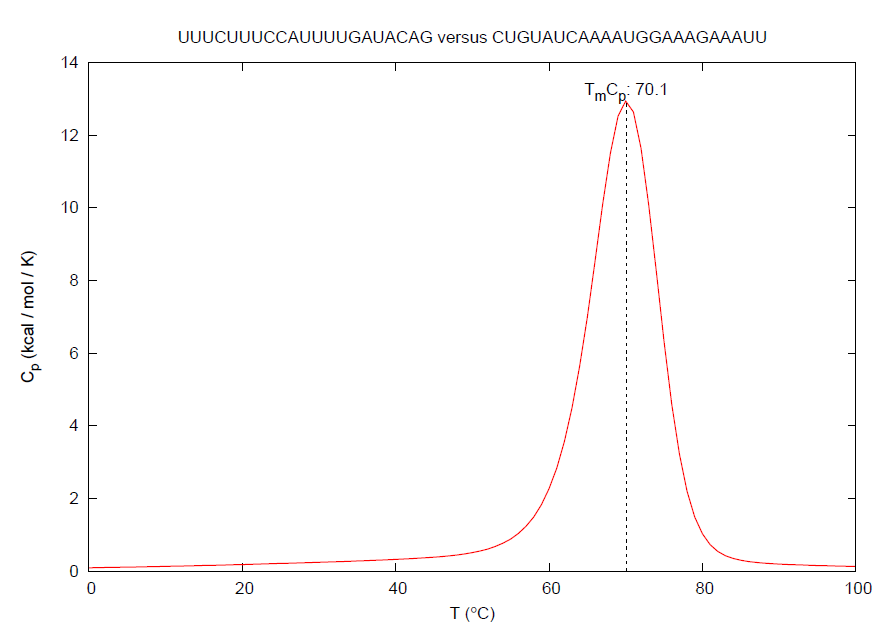 UUUCUUUCCAUUUUGAUACAG versus CUGUAUCAAAAUGGAAAGAAAUU
TmCp: 70.1
14
12
10
8
6
4
2
0
Cp (kcal / mol / K)
0 20 40 60 80 100
T (°C)